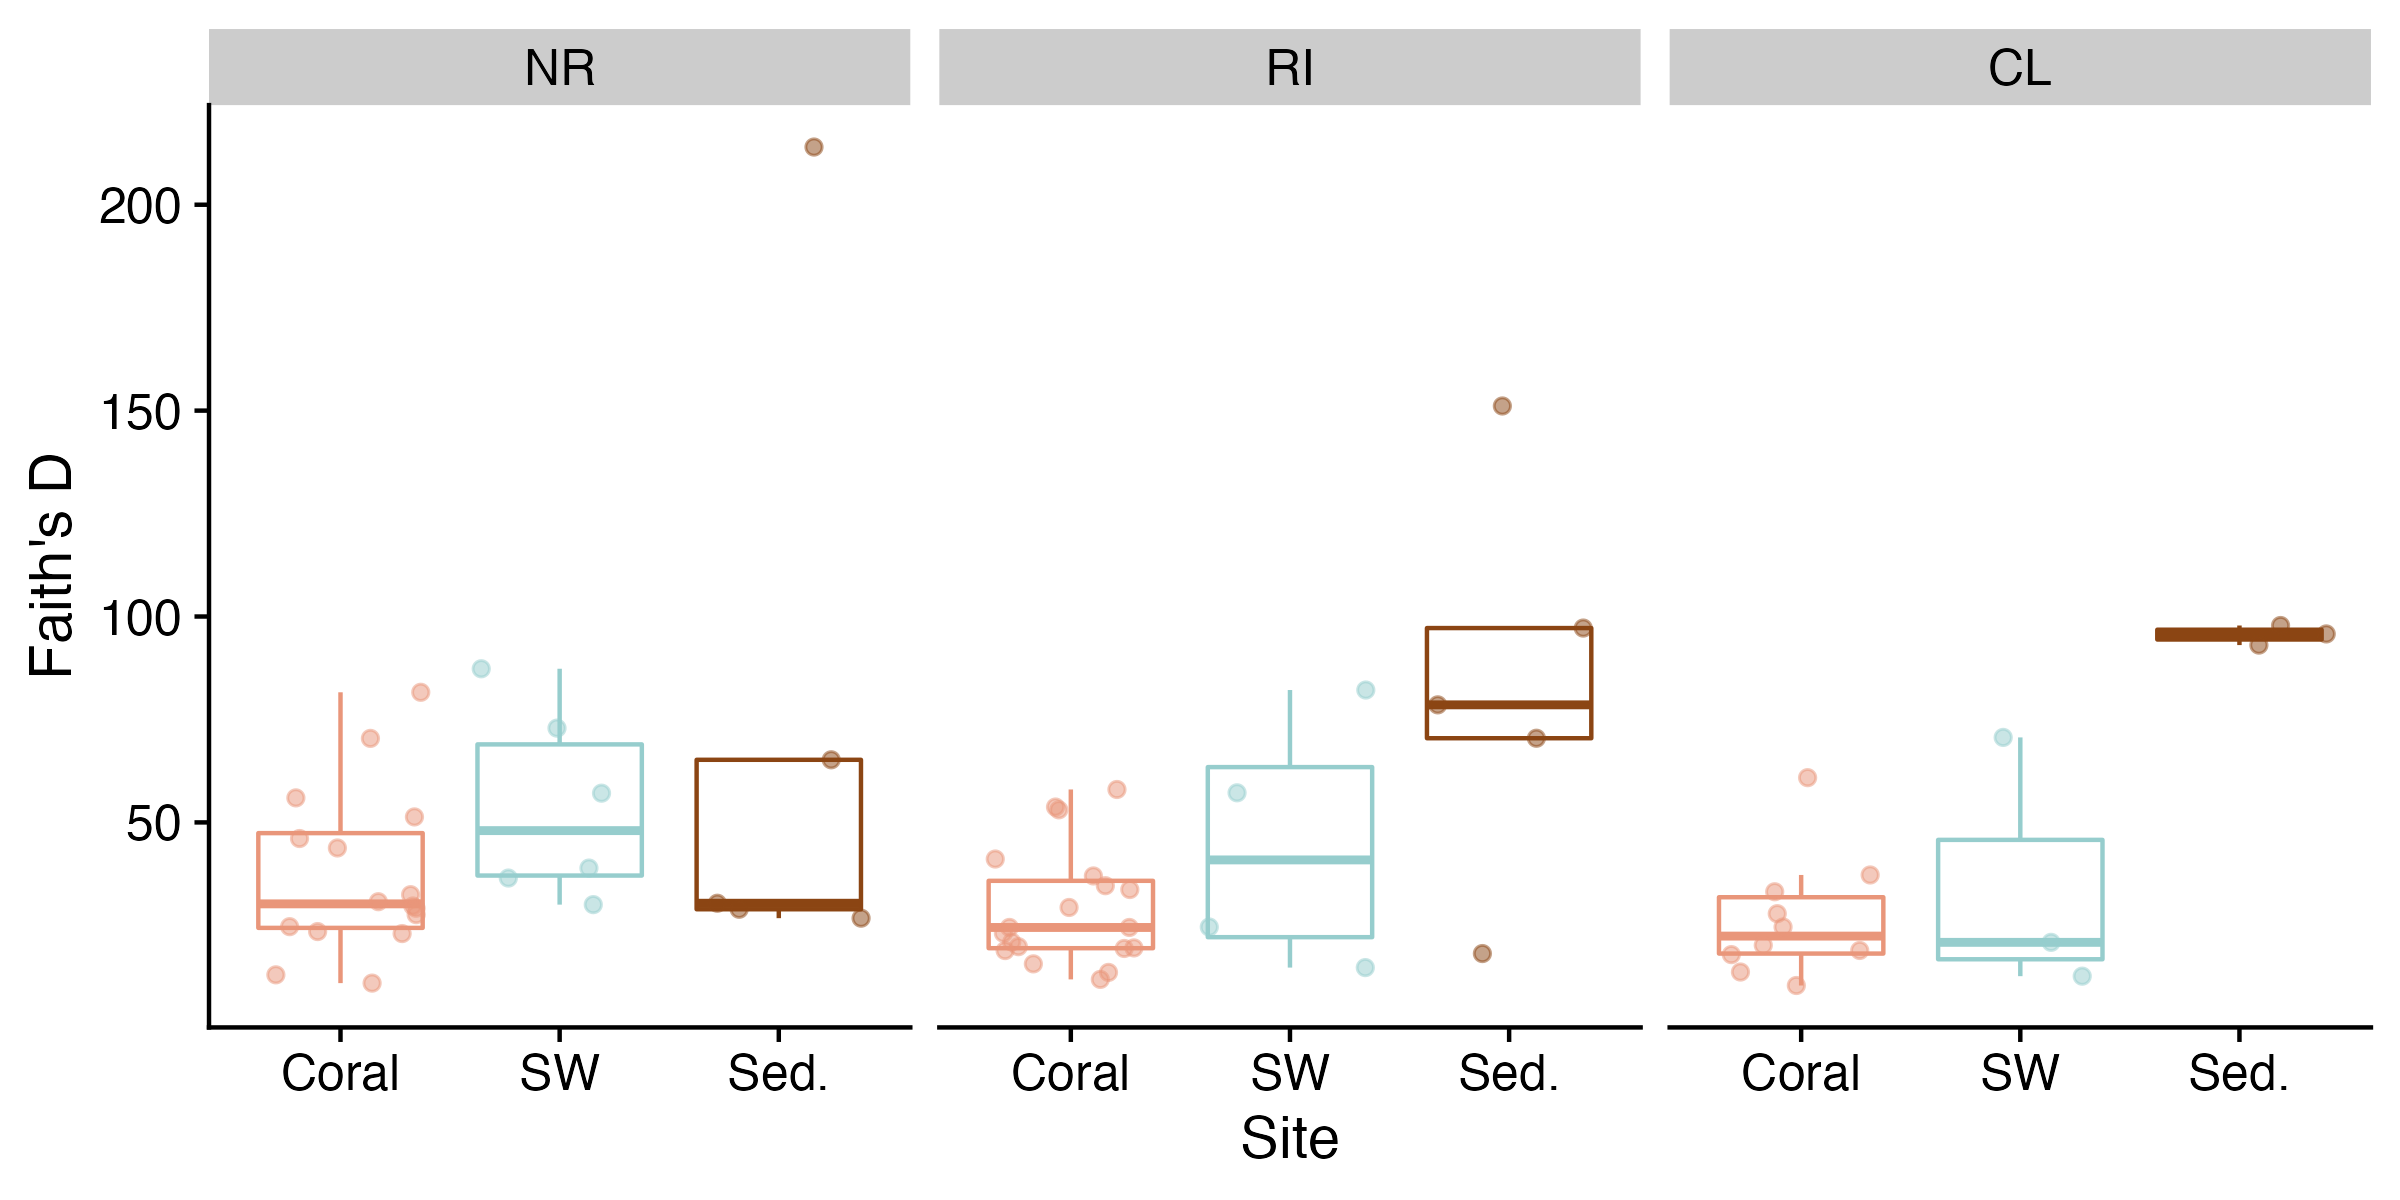 NR RI CL
Faith's D
200
150
100
50
Coral SW Sed. Coral SW Sed. Coral SW Sed.
Site